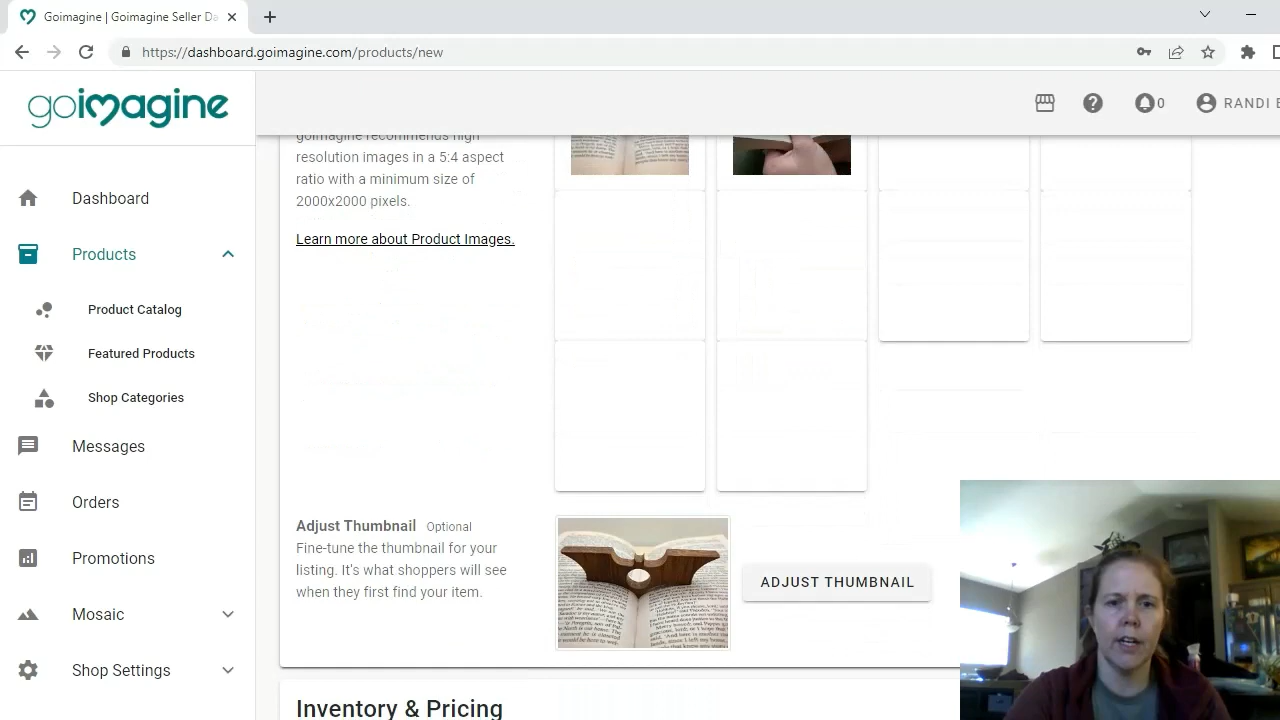 Goimagine | Goimagine Seller Da
https://dashboard.goimagine.com/products/new
goimagine
0
RANDI
goimagine recommends high
resolution images in a 5:4 aspect
ratio with a minimum size of
2000x2000 pixels.
Learn more about Product Images.
Dashboard
Products
Product Catalog
Featured Products
Shop Categories
Messages
Orders
Promotions
Mosaic
Shop Settings
Adjust Thumbnail Optional
Fine-tune the thumbnail for your
listing. It's what shoppers will see
when they first find your item.
ADJUST THUMBNAIL
Inventory & Pricing